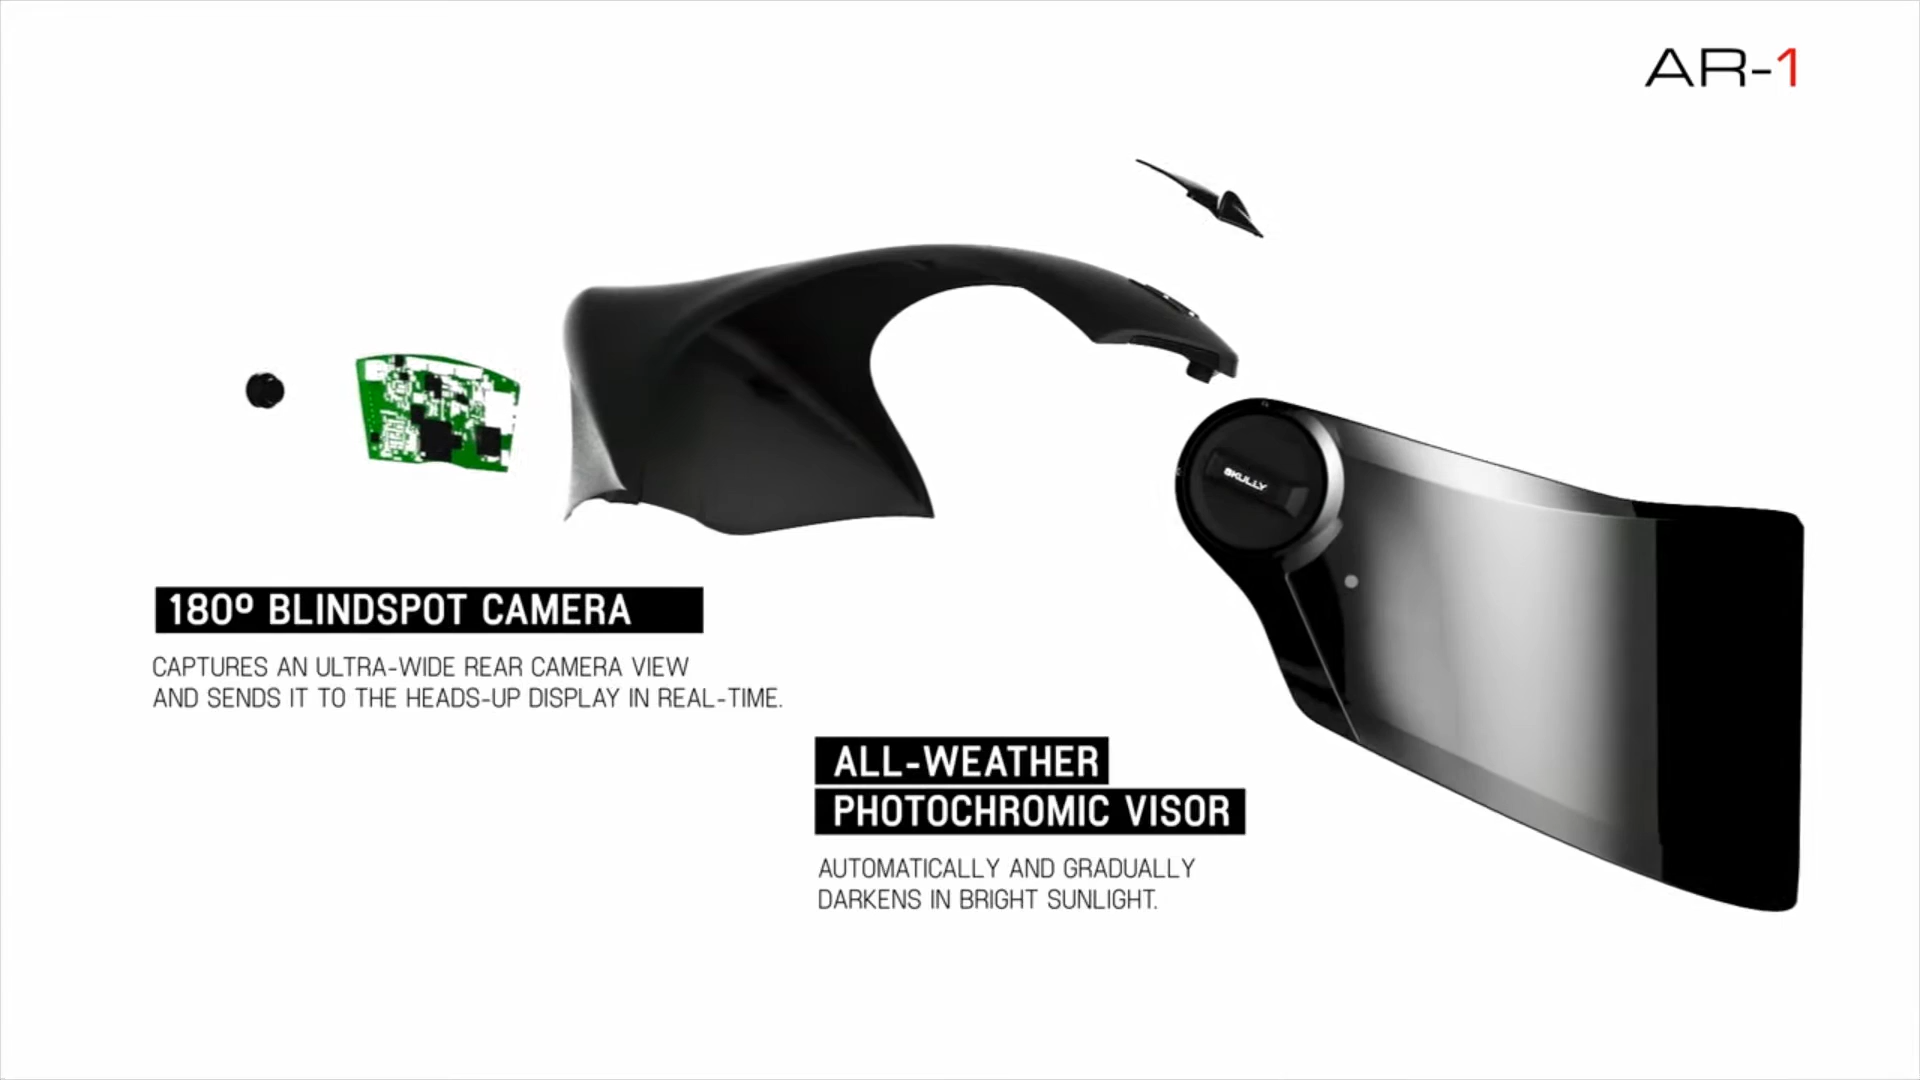 AR-1
SKULLY
180º BLINDSPOT CAMERA
CAPTURES AN ULTRA-WIDE REAR CAMERA VIEW
AND SENDS IT TO THE HEADS-UP DISPLAY IN REAL-TIME.
ALL-WEATHER
PHOTOCHROMIC VISOR
AUTOMATICALLY AND GRADUALLY
DARKENS IN BRIGHT SUNLIGHT.